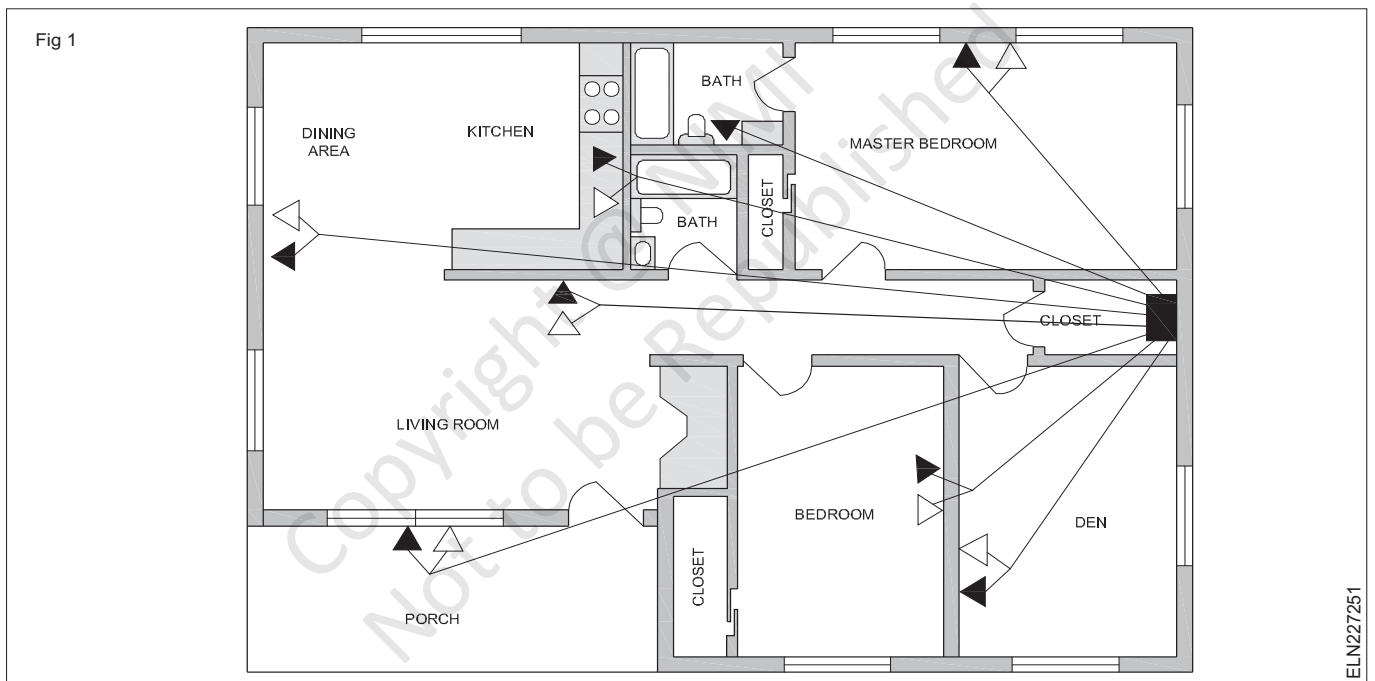 Fig 1
BATH
DINING
AREA
KITCHEN
MASTER BEDROOM
CLOSET
BATH
CLOSET
LIVING ROOM
BEDROOM
DEN
CLOSET
PORCH
Copyright @ NIMI
Not to be Republished
ELN227251